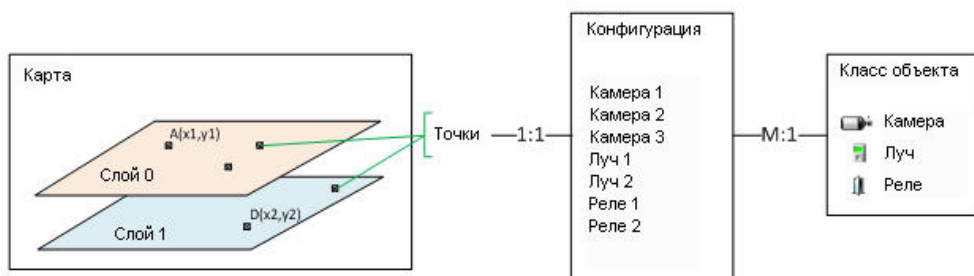 Карта
A(x1,y1)
Слой 0
D(x2,y2)
Слой 1
Точки
1:1
Конфигурация
Камера 1
Камера 2
Камера 3
Луч 1
Луч 2
Реле 1
Реле 2
M:1
Класс объекта
Камера
Луч
Реле